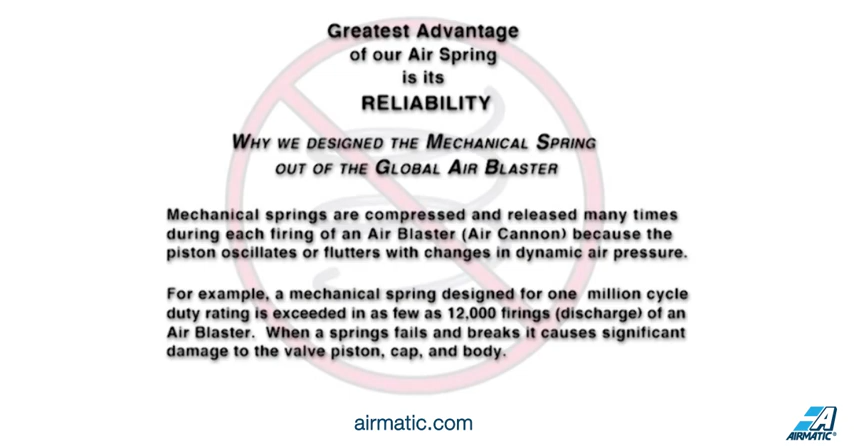 Greatest Advantage
of our Air Spring
is its
RELIABILITY
WHY WE DESIGNED THE MECHANICAL SPRING
OUT OF THE GLOBAL AIR BLASTER
Mechanical springs are compressed and released many times
during each firing of an Air Blaster (Air Cannon) because the
piston oscillates or flutters with changes in dynamic air pressure.
For example, a mechanical spring designed for one million cycle
duty rating is exceeded in as few as 12,000 firings (discharge) of an
Air Blaster. When a springs fails and breaks it causes significant
damage to the valve piston, cap, and body.
airmatic.com
AIRMATIC®